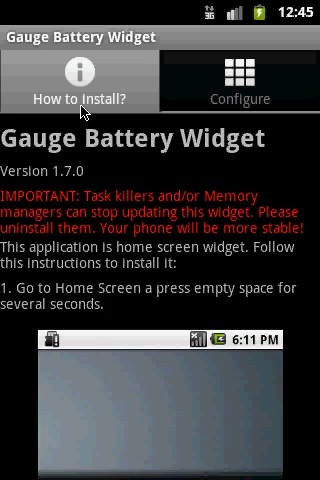 3G 12:45
Gauge Battery Widget
How to Install?
Configure
Gauge Battery Widget
Version 1.7.0
IMPORTANT: Task killers and/or Memory
managers can stop updating this widget. Please
uninstall them. Your phone will be more stable!
This application is home screen widget. Follow
this instructions to install it:
1. Go to Home Screen a press empty space for
several seconds.
6:11 PM